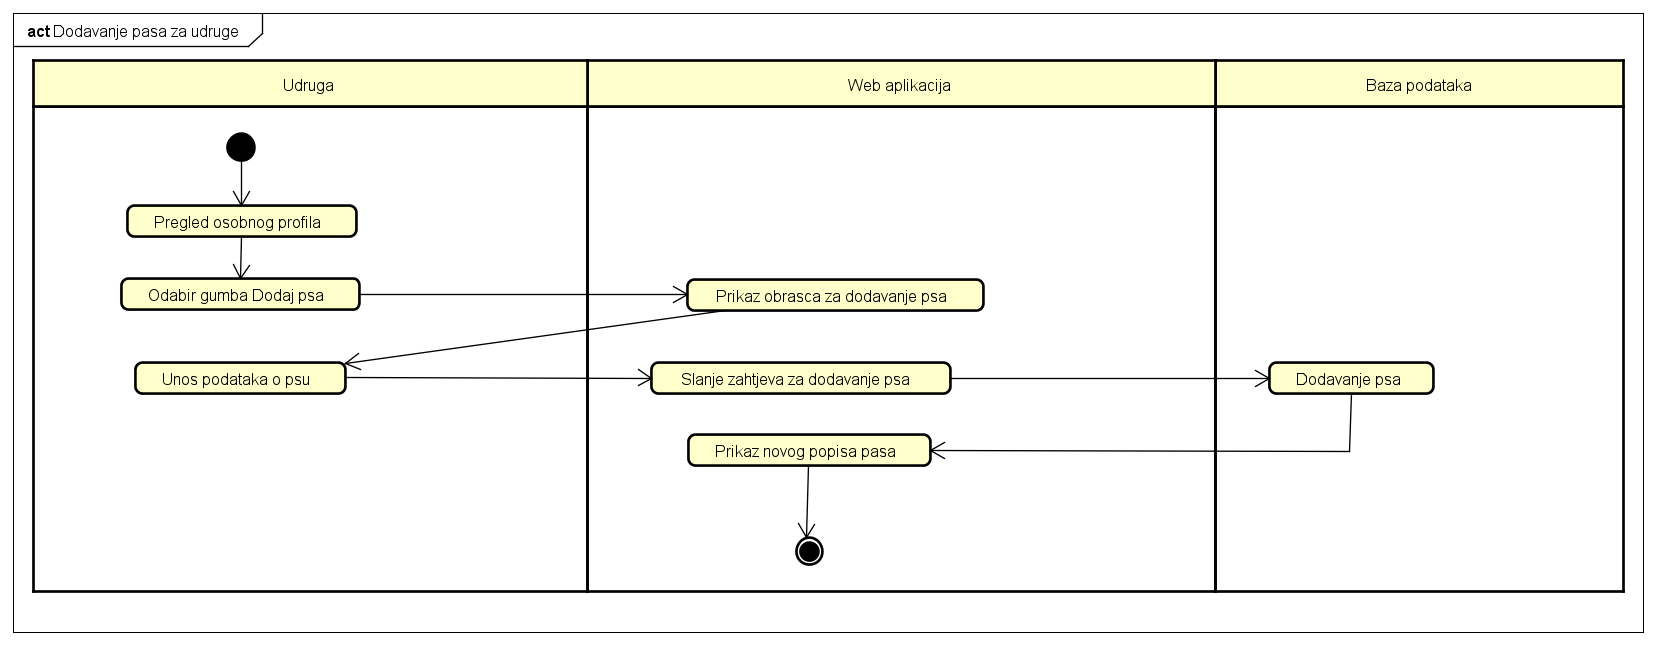 act Dodavanje pasa za udruge
Udruga
Web aplikacija
Baza podataka
Pregled osobnog profila
Odabir gumba Dodaj psa
Prikaz obrasca za dodavanje psa
Unos podataka o psu
Slanje zahtjeva za dodavanje psa
Dodavanje psa
Prikaz novog popisa pasa